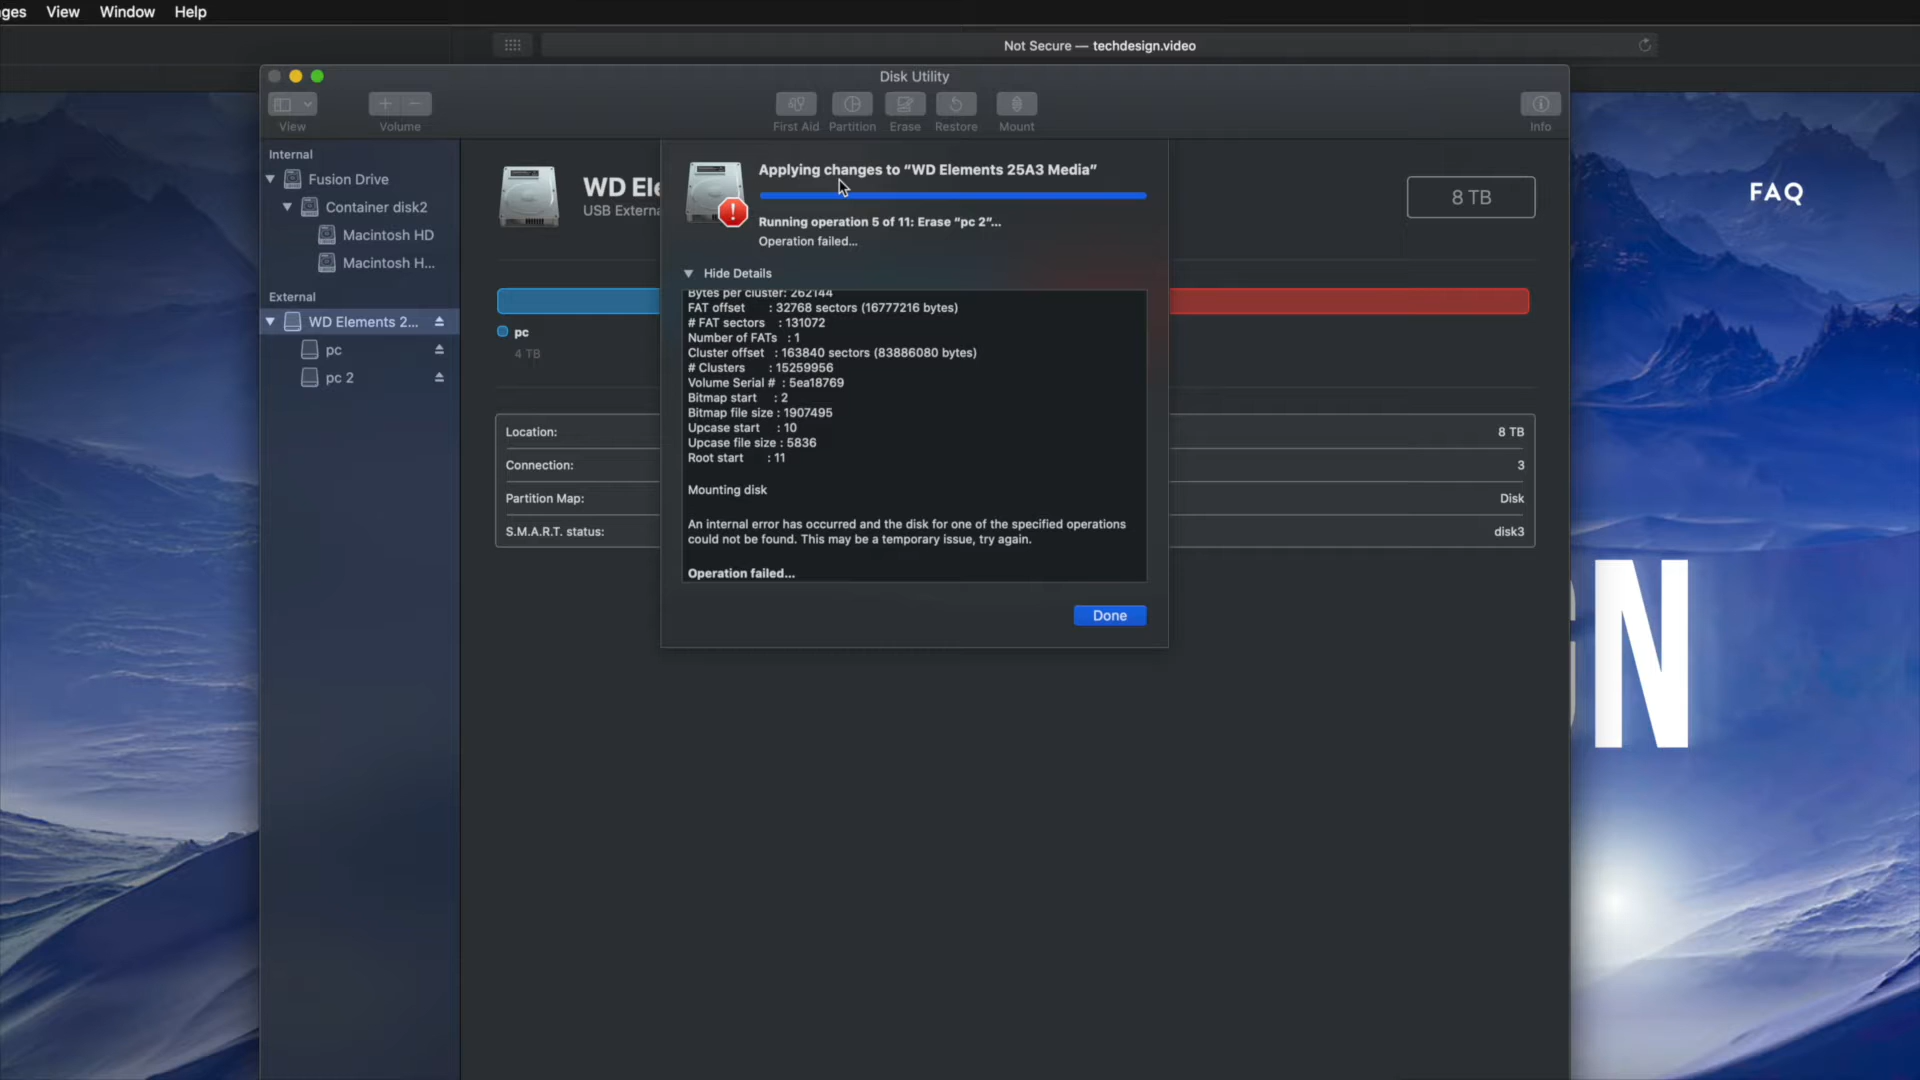 View Window Help
Not Secure — techdesign.video
Disk Utility
View
Volume
First Aid
Partition
Erase
Restore
Mount
Info
Internal
Fusion Drive
Container disk2
Macintosh HD
Macintosh H...
External
WD Elements 2...
pc
pc 2
USB Externa
8 TB
pc
4 TB
Applying changes to “WD Elements 25A3 Media”
Running operation 5 of 11: Erase “pc 2”...
Operation failed...
Hide Details
Bytes per cluster: 262144
FAT offset : 32768 sectors (16777216 bytes)
# FAT sectors : 131072
Number of FATs : 1
Cluster offset : 163840 sectors (83886080 bytes)
# Clusters : 15259956
Volume Serial # : 5ea18769
Bitmap start : 2
Bitmap file size : 1907495
Upcase start : 10
Upcase file size : 5836
Root start : 11
Mounting disk
An internal error has occurred and the disk for one of the specified operations
could not be found. This may be a temporary issue, try again.
Operation failed...
Done
Location:
8 TB
Connection:
3
Partition Map:
Disk
S.M.A.R.T. status:
disk3
FAQ